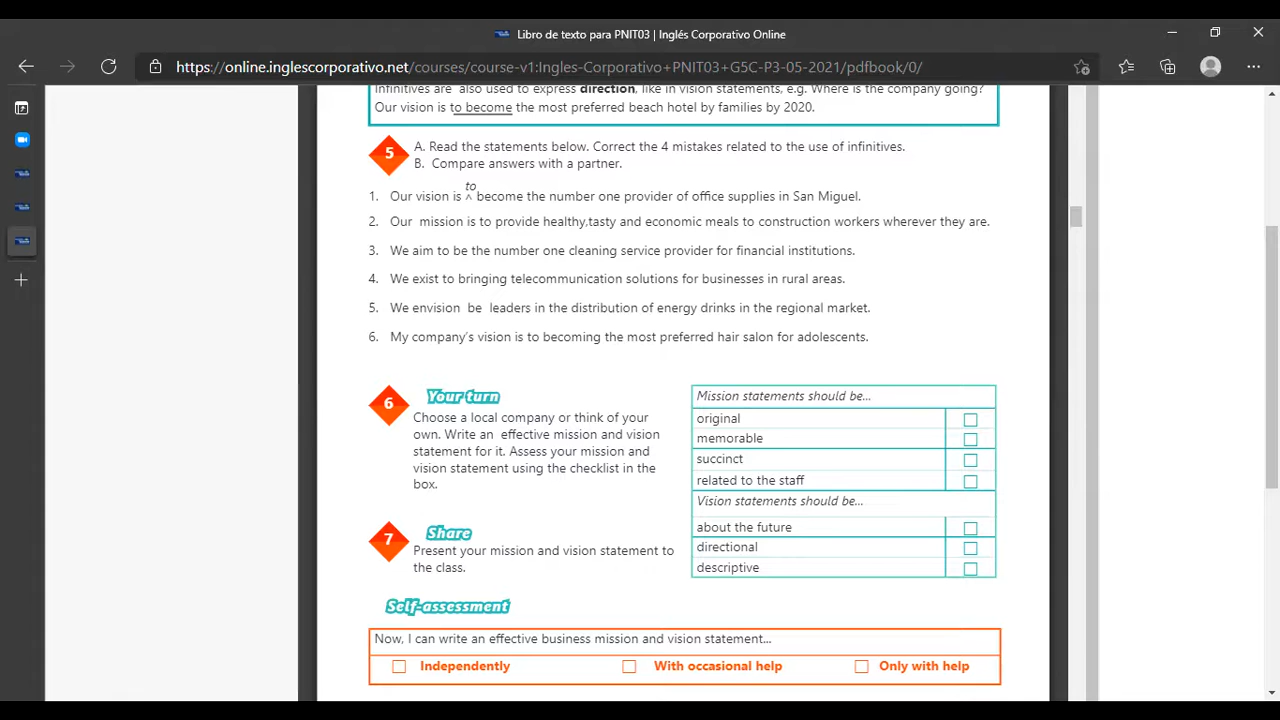 Libro de texto para PNIT03 | Inglés Corporativo Online
https://online.inglescorporativo.net/courses/course-v1:Ingles-Corporativo+PNIT03+G5C-P3-05-2021/pdfbook/0/
Infinitives are also used to express direction, like in vision statements, e.g. Where is the company going?
Our vision is to become the most preferred beach hotel by families by 2020.
5
A. Read the statements below. Correct the 4 mistakes related to the use of infinitives.
B. Compare answers with a partner.
to
1. Our vision is ^ become the number one provider of office supplies in San Miguel.
2. Our mission is to provide healthy,tasty and economic meals to construction workers wherever they are.
3. We aim to be the number one cleaning service provider for financial institutions.
4. We exist to bringing telecommunication solutions for businesses in rural areas.
5. We envision be leaders in the distribution of energy drinks in the regional market.
6. My company's vision is to becoming the most preferred hair salon for adolescents.
6
Your turn
Choose a local company or think of your
own. Write an effective mission and vision
statement for it. Assess your mission and
vision statement using the checklist in the
box.
7
Share
Present your mission and vision statement to
the class.
Mission statements should be...
original
memorable
succinct
related to the staff
Vision statements should be...
about the future
directional
descriptive
Self-assessment
Now, I can write an effective business mission and vision statement...
Independently
With occasional help
Only with help